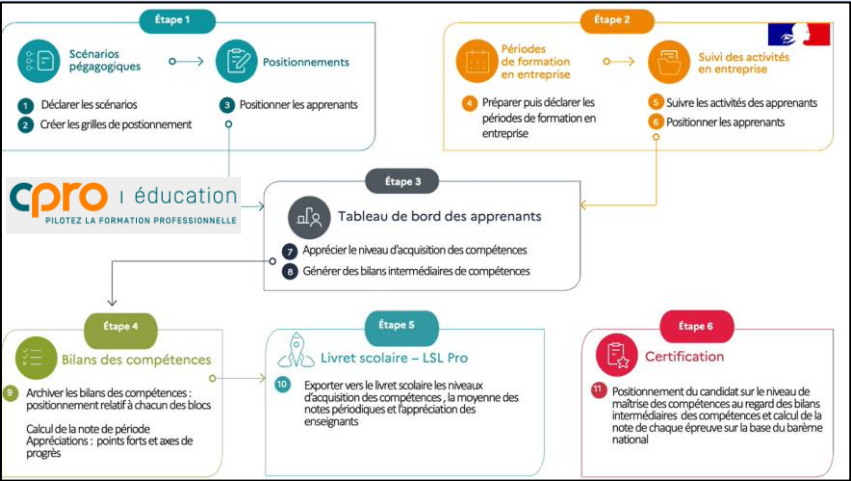 Étape 1
Scénarios
pégagogiques
Positionnements
1 Déclarer les scénarios
2 Créer les grilles de postionnement
3 Positionner les apprenants
Étape 2
Périodes
de formation
en entreprise
Suivi des activités
en entreprise
4 Préparer puis déclarer les
périodes de formation en
entreprise
5 Suivre les activités des apprenants
6 Positionner les apprenants
cpro | éducation
PILOTEZ LA FORMATION PROFESSIONNELLE
Étape 3
Tableau de bord des apprenants
7 Apprécier le niveau d'acquisition des compétences
8 Générer des bilans intermédiaires de compétences
Étape 4
Bilans des compétences
9 Archiver les bilans des compétences :
positionnement relatif à chacun des blocs
Calcul de la note de période
Appréciations : points forts et axes de
progrès
Étape 5
Livret scolaire – LSL Pro
10 Exporter vers le livret scolaire les niveaux
d'acquisition des compétences , la moyenne des
notes périodiques et l'appréciation des
enseignants
Étape 6
Certification
11 Positionnement du candidat sur le niveau de
maîtrise des compétences au regard des bilans
intermédiaires des compétences et calcul de la
note de chaque épreuve sur la base du barème
national